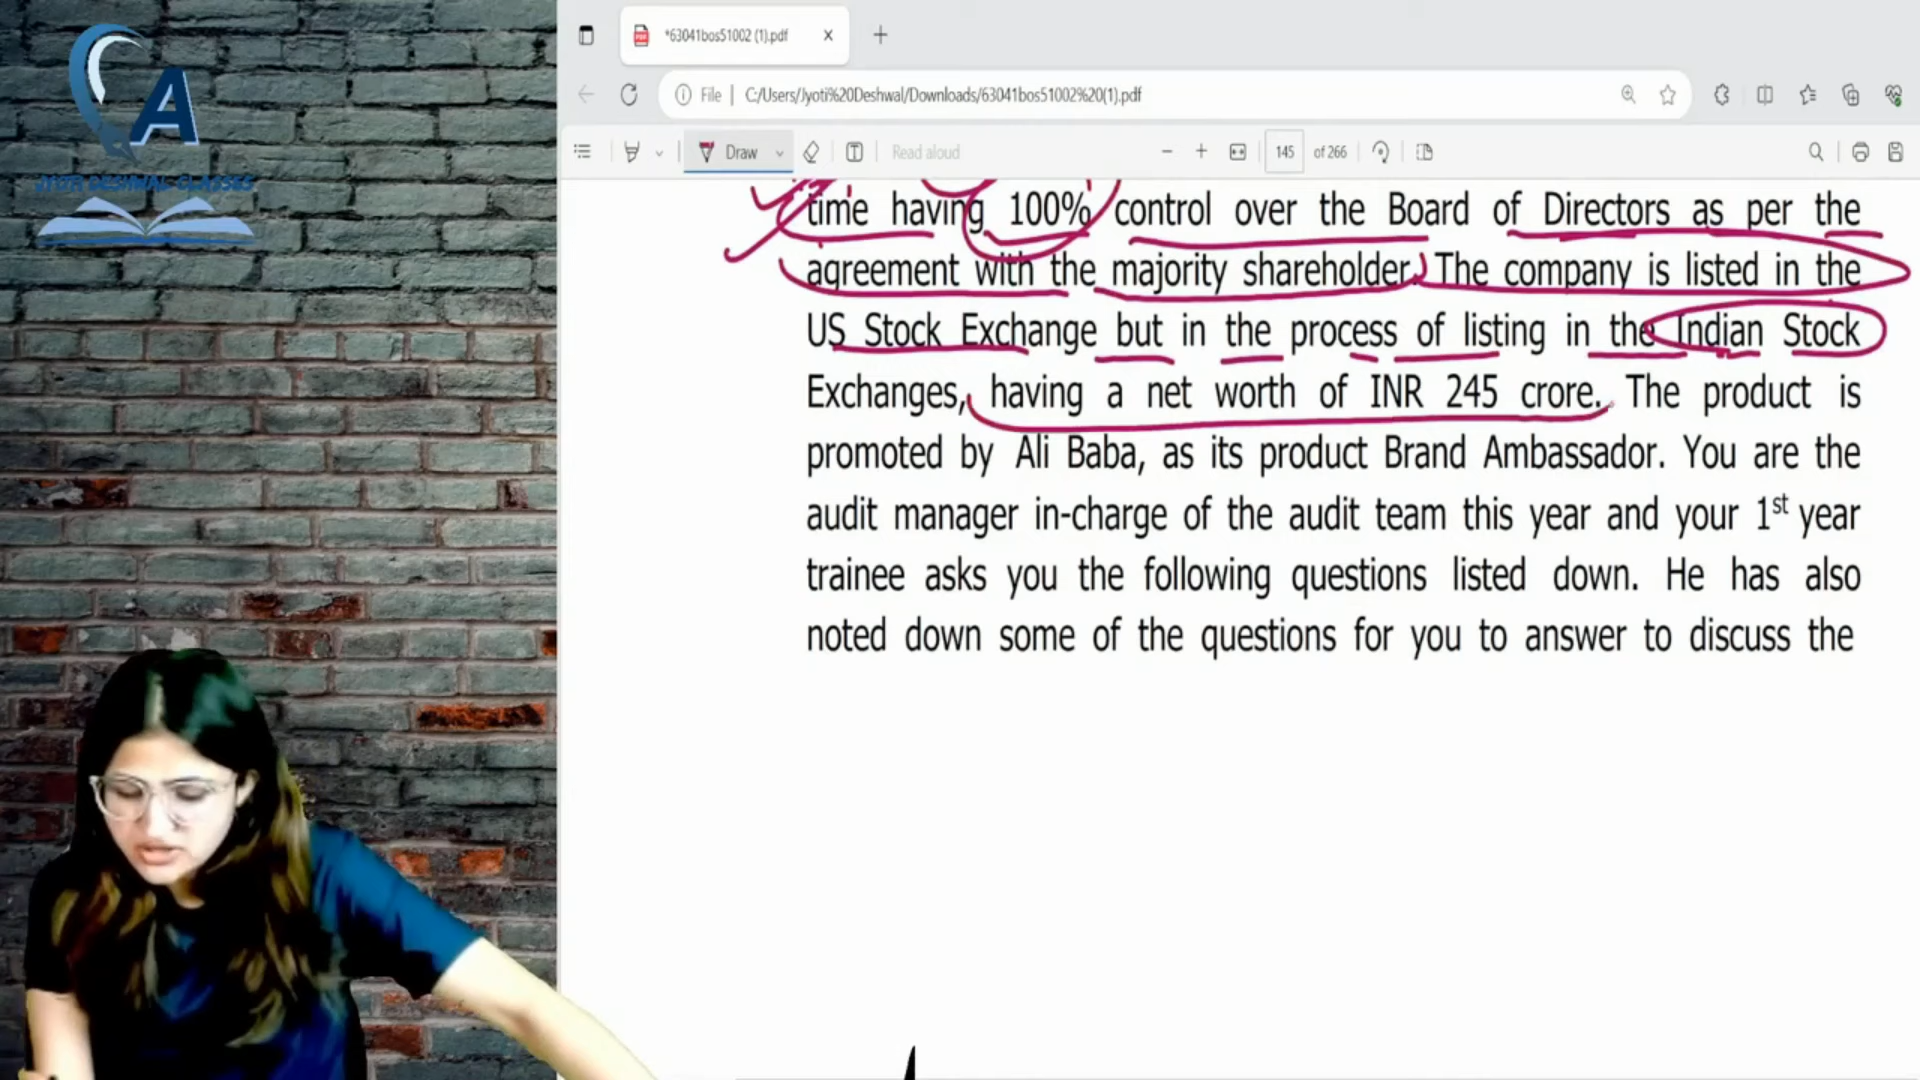 A
JYOTI DESHWAL CLASSES
*63041bos51002 (1).pdf
File | C:/Users/Jyoti%20Deshwal/Downloads/63041bos51002%20(1).pdf
Draw
Read aloud
145 of 266
time having 100% control over the Board of Directors as per the
agreement with the majority shareholder. The company is listed in the
US Stock Exchange but in the process of listing in the Indian Stock
Exchanges, having a net worth of INR 245 crore. The product is
promoted by Ali Baba, as its product Brand Ambassador. You are the
audit manager in-charge of the audit team this year and your 1st year
trainee asks you the following questions listed down. He has also
noted down some of the questions for you to answer to discuss the